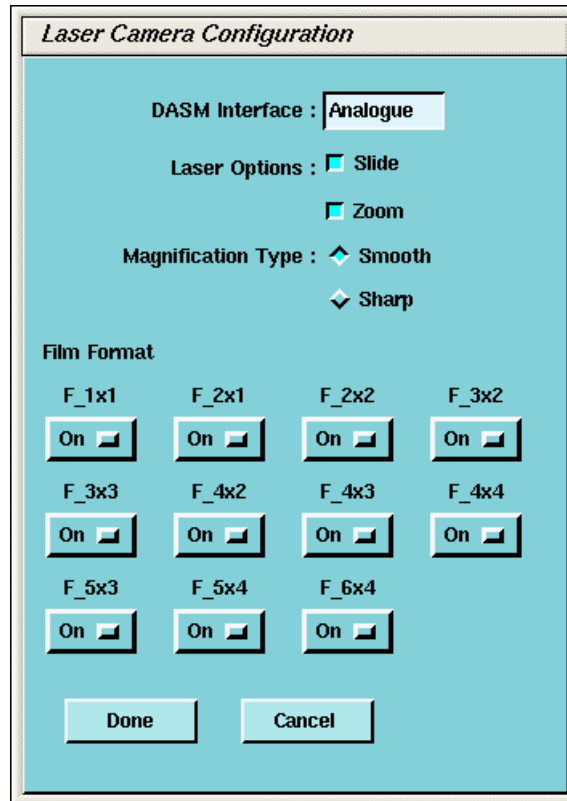 Laser Camera Configuration
DASM Interface : Analogue
Laser Options : Slide
Zoom
Magnification Type : Smooth
Sharp
Film Format
F_1x1 F_2x1 F_2x2 F_3x2
On On On On
F_3x3 F_4x2 F_4x3 F_4x4
On On On On
F_5x3 F_5x4 F_6x4
On On On
Done Cancel